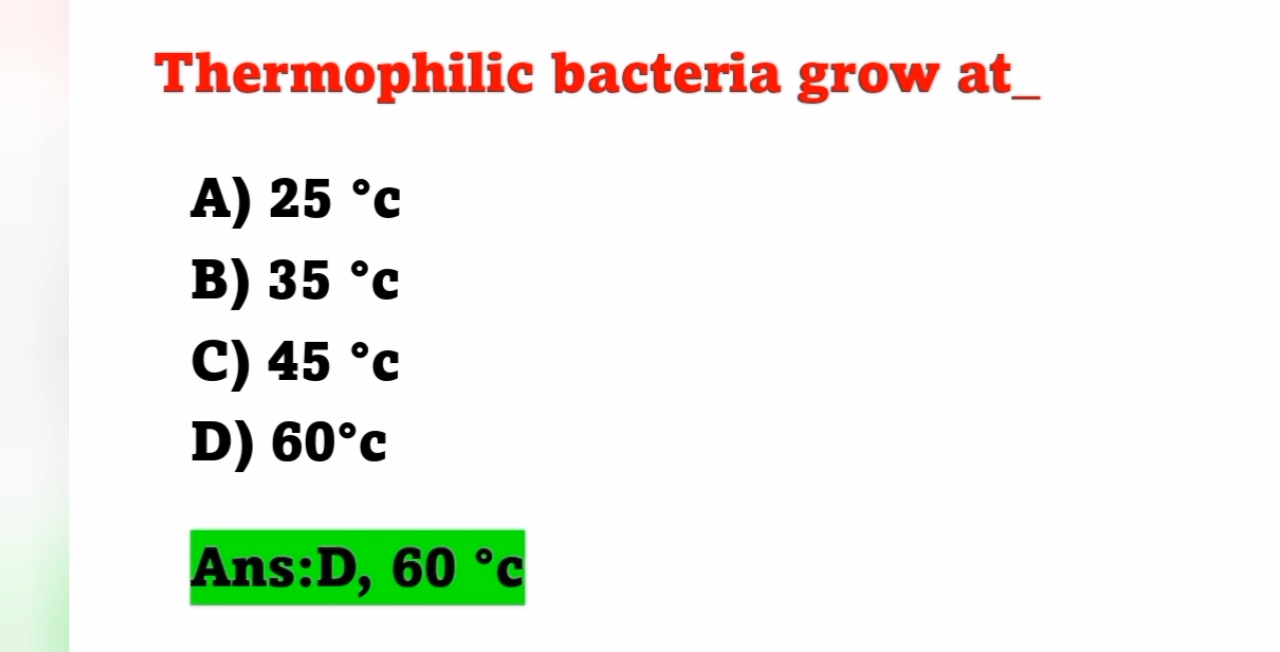 Thermophilic bacteria grow at_
A) 25 °c
B) 35 °c
C) 45 °c
D) 60°c
Ans:D, 60 °c